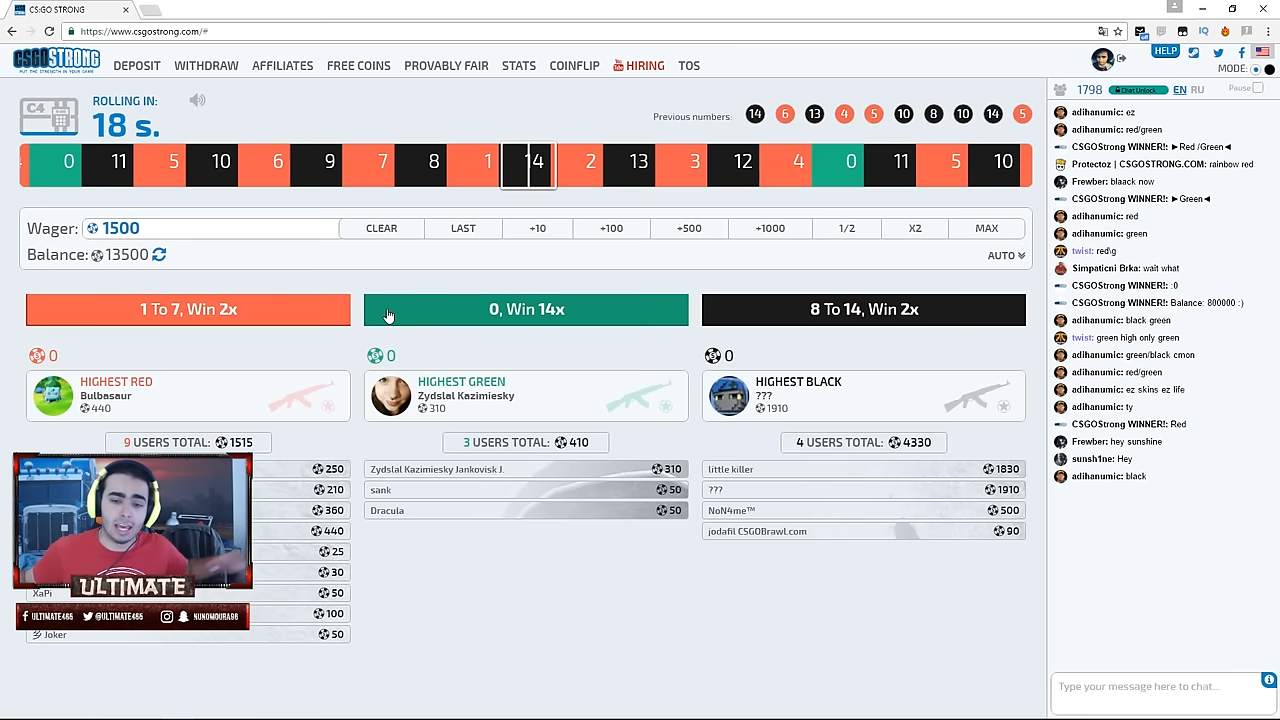 CS:GO STRONG
https://www.csgostrong.com/#
CSGOSTRONG
PUT THE STRENGTH IN YOUR GAME
DEPOSIT WITHDRAW AFFILIATES FREE COINS PROVABLY FAIR STATS COINFLIP HIRING TOS
HELP
MODE:
C4
ROLLING IN:
18 s.
Previous numbers: 14 6 13 4 5 10 8 10 14 5
0 11 5 10 6 9 7 8 1 14 2 13 3 12 4 0 11 5 10
Wager: 1500 CLEAR LAST +10 +100 +500 +1000 1/2 X2 MAX
Balance: 13500 AUTO
1 To 7, Win 2x
0, Win 14x
8 To 14, Win 2x
0
0
0
HIGHEST RED
Bulbasaur
440
HIGHEST GREEN
Zydslal Kazimiesky
310
HIGHEST BLACK
???
1910
9 USERS TOTAL: 1515
3 USERS TOTAL: 410
4 USERS TOTAL: 4330
250
210
360
440
25
30
XaPi 50
100
Joker 50
Zydslal Kazimiesky Jankovisk J. 310
sank 50
Dracula 50
little killer 1830
??? 1910
NoN4me™ 500
jodafil CSGOBrawl.com 90
ULTIMATE
ULTIMATE465 @ULTIMATE465 NUNOMOURA86
1798 Chat Unlock EN RU Pause
adihanumic: ez
adihanumic: red/green
CSGOStrong WINNER!: ►Red /Green◄
Protectoz | CSGOSTRONG.COM: rainbow red
Frewber: blaack now
CSGOStrong WINNER!: ►Green◄
adihanumic: red
adihanumic: green
twist: red\g
Simpaticni Brka: wait what
CSGOStrong WINNER!: :0
CSGOStrong WINNER!: Balance: 800000 :)
adihanumic: black green
twist: green high only green
adihanumic: green/black cmon
adihanumic: red/green
adihanumic: ez skins ez life
adihanumic: ty
CSGOStrong WINNER!: Red
Frewber: hey sunshine
sunsh1ne: Hey
adihanumic: black
Type your message here to chat...